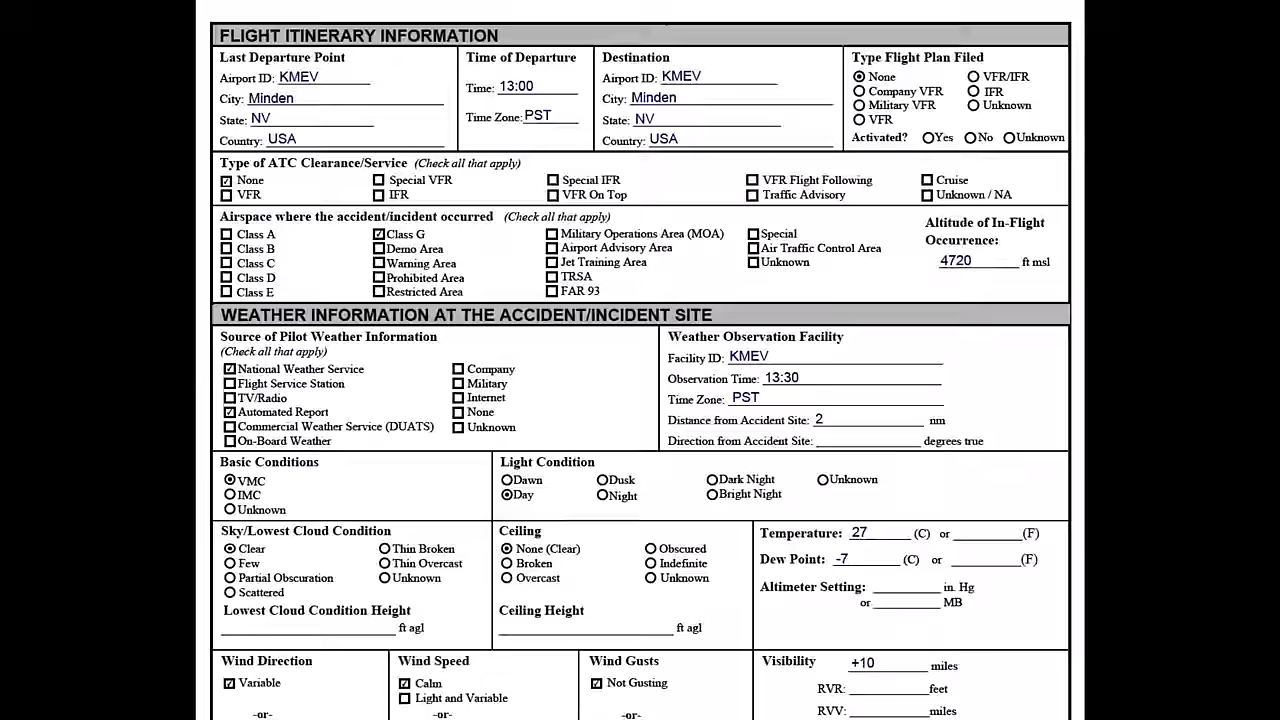 FLIGHT ITINERARY INFORMATION
Last Departure Point
Airport ID: KMEV
City: Minden
State: NV
Country: USA
Time of Departure
Time: 13:00
Time Zone: PST
Destination
Airport ID: KMEV
City: Minden
State: NV
Country: USA
Type Flight Plan Filed
None
VFR/IFR
Company VFR
IFR
Military VFR
Unknown
VFR
Activated? Yes No Unknown
Type of ATC Clearance/Service (Check all that apply)
None
Special VFR
Special IFR
VFR Flight Following
Cruise
VFR
IFR
VFR On Top
Traffic Advisory
Unknown / NA
Airspace where the accident/incident occurred (Check all that apply)
Class A
Class B
Class C
Class D
Class E
Class G
Demo Area
Warning Area
Prohibited Area
Restricted Area
Military Operations Area (MOA)
Airport Advisory Area
Jet Training Area
TRSA
FAR 93
Special
Air Traffic Control Area
Unknown
Altitude of In-Flight
Occurrence:
4720 ft msl
WEATHER INFORMATION AT THE ACCIDENT/INCIDENT SITE
Source of Pilot Weather Information
(Check all that apply)
National Weather Service
Flight Service Station
TV/Radio
Automated Report
Commercial Weather Service (DUATS)
On-Board Weather
Company
Military
Internet
None
Unknown
Weather Observation Facility
Facility ID: KMEV
Observation Time: 13:30
Time Zone: PST
Distance from Accident Site: 2 nm
Direction from Accident Site: degrees true
Basic Conditions
VMC
IMC
Unknown
Light Condition
Dawn
Dusk
Dark Night
Unknown
Day
Night
Bright Night
Sky/Lowest Cloud Condition
Clear
Few
Partial Obscuration
Scattered
Thin Broken
Thin Overcast
Unknown
Lowest Cloud Condition Height
ft agl
Ceiling
None (Clear)
Broken
Overcast
Obscured
Indefinite
Unknown
Ceiling Height
ft agl
Temperature: 27 (C) or (F)
Dew Point: -7 (C) or (F)
Altimeter Setting: in. Hg
or MB
Wind Direction
Variable
-or-
Wind Speed
Calm
Light and Variable
-or-
Wind Gusts
Not Gusting
-or-
Visibility +10 miles
RVR: feet
RVV: miles